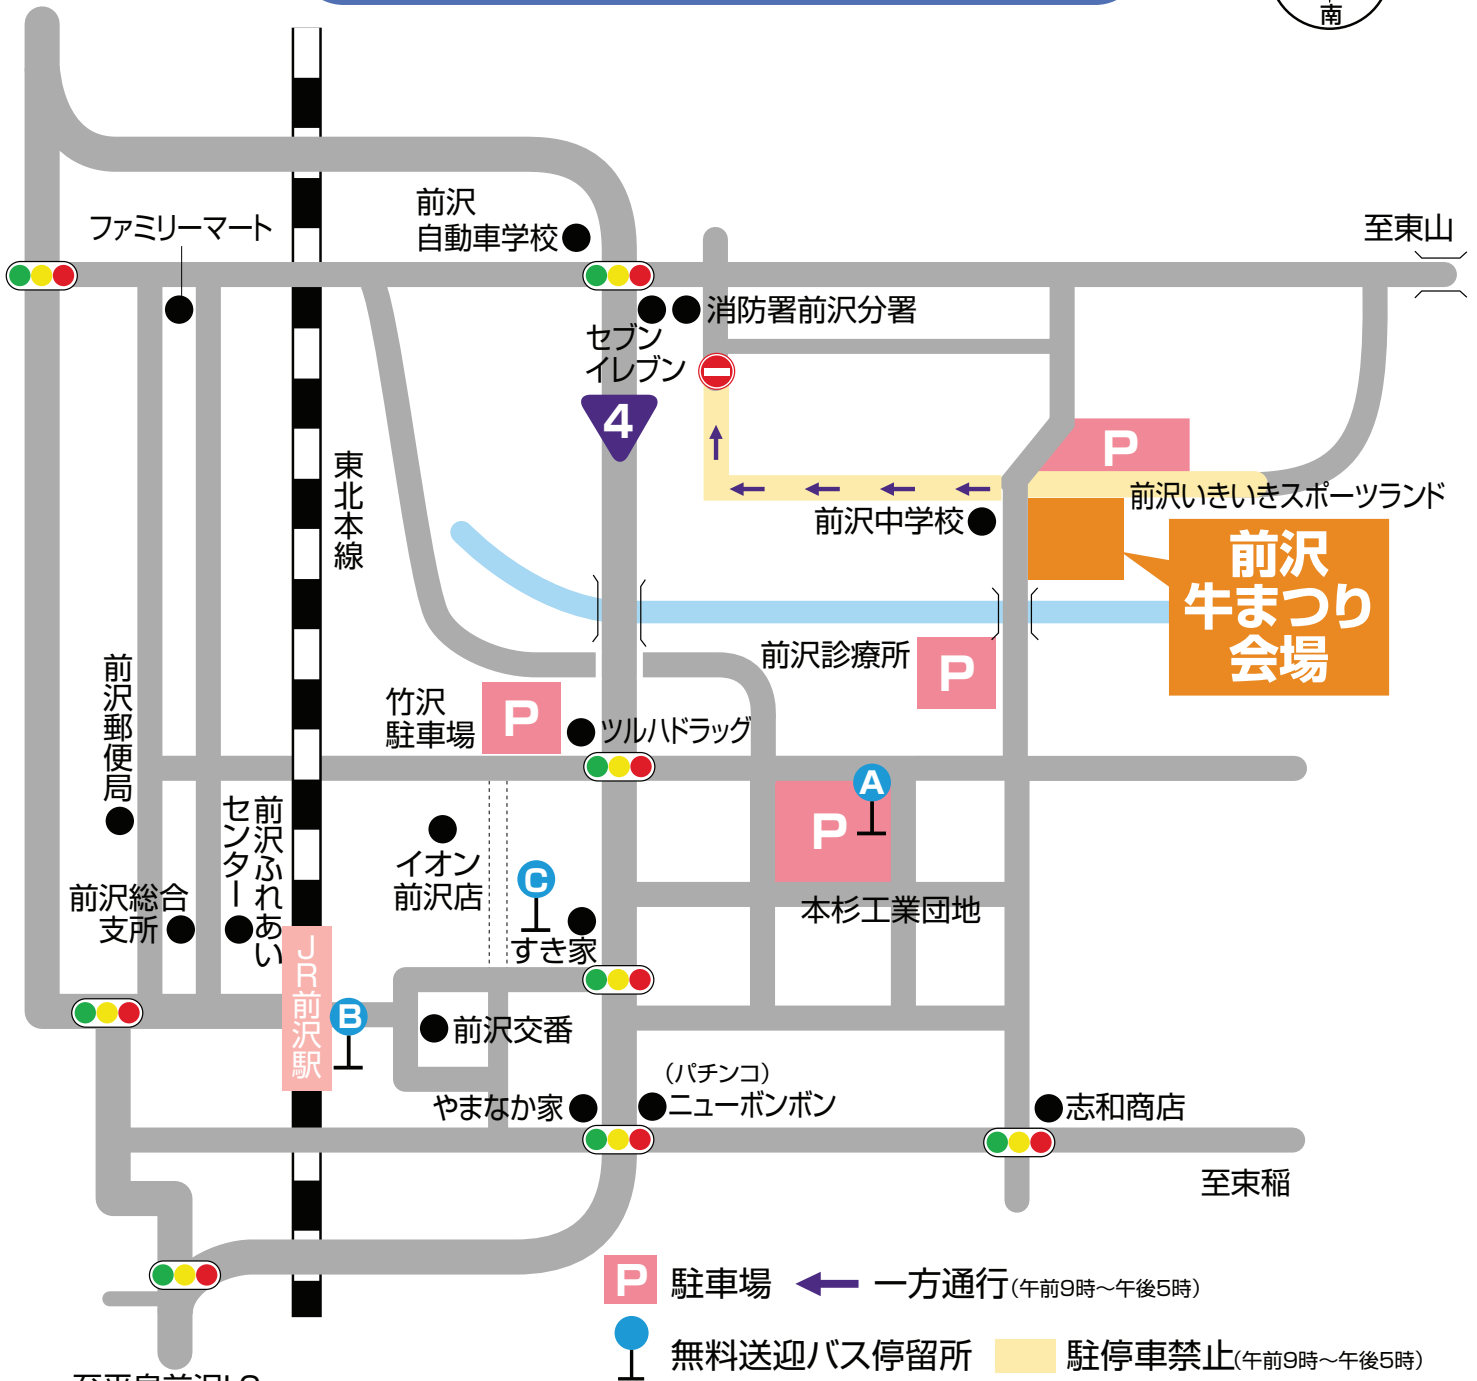 南
前沢
自動車学校
ファミリーマート
至東山
消防署前沢分署
セブン
イレブン
4
東北本線
P
前沢いきいきスポーツランド
前沢中学校
前沢
牛まつり
会場
前沢診療所
P
竹沢
駐車場
P
ツルハドラッグ
前沢郵便局
A
P
本杉工業団地
前沢ふれあい
センター
イオン
前沢店
C
すき家
前沢総合
支所
JR前沢駅
B
前沢交番
(パチンコ)
ニューボンボン
やまなか家
志和商店
至束稲
P 駐車場
一方通行(午前9時〜午後5時)
無料送迎バス停留所
駐停車禁止(午前9時〜午後5時)